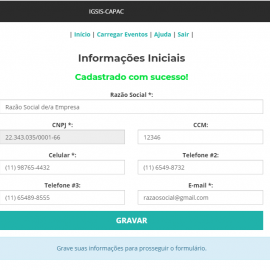 IGSIS-CAPAC
| Início | Carregar Eventos | Ajuda | Sair |
Informações Iniciais
Cadastrado com sucesso!
Razão Social *:
Razão Social de/a Empresa
CNPJ *: CCM:
22.343.035/0001-66 12346
Celular *: Telefone #2:
(11) 98765-4432 (11) 6549-8732
Telefone #3: E-mail *:
(11) 65489-8555 razaosocial@gmail.com
GRAVAR
Grave suas informações para prosseguir o formulário.